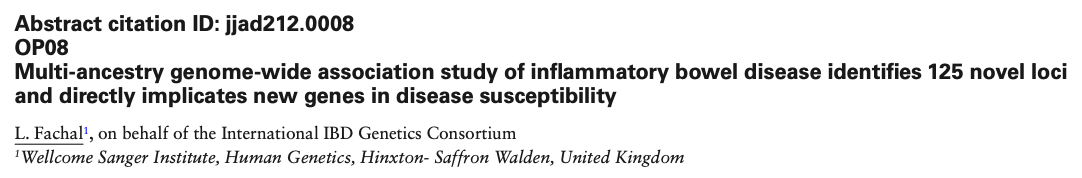 Abstract citation ID: jjad212.0008
OP08
Multi-ancestry genome-wide association study of inflammatory bowel disease identifies 125 novel loci
and directly implicates new genes in disease susceptibility
L. Fachal¹, on behalf of the International IBD Genetics Consortium
¹Wellcome Sanger Institute, Human Genetics, Hinxton- Saffron Walden, United Kingdom